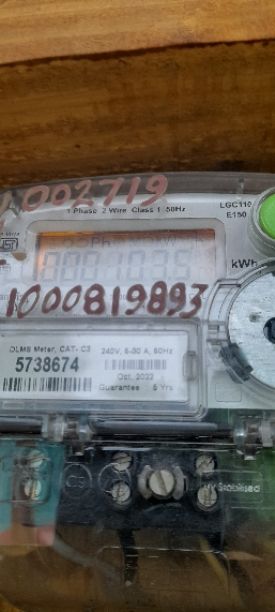 002719
1 Phase 2 Wire Class 1 50Hz
LGC110
E150
kWh
1000819893
DLMS Meter, CAT- C3
240V, 5-30 A, 50Hz
5738674
Oct. 2022
Guarantee 5 Yrs